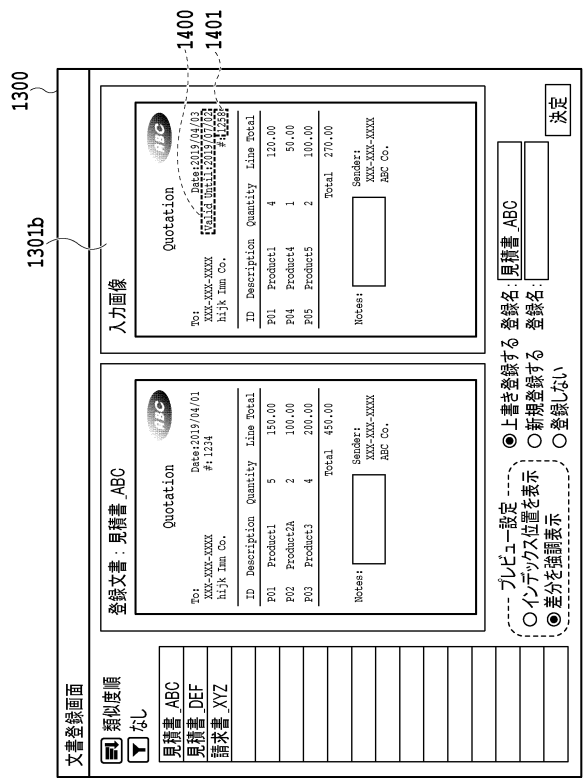 1300
1301b
1400
1401
文書登録画面
類似度順
なし
見積書_ABC
見積書_DEF
請求書_XYZ
登録文書：見積書_ABC
Quotation
ABC
To:
XXX-XXX-XXXX
hijk Inn Co.
Date:2019/04/01
#:1234
ID Description Quantity Line Total
P01 Product1 5 150.00
P02 Product2A 2 100.00
P03 Product3 4 200.00
Total 450.00
Notes:
Sender:
XXX-XXX-XXXX
ABC Co.
入力画像
Quotation
ABC
To:
XXX-XXX-XXXX
hijk Inn Co.
Date:2019/04/03
Valid Until:2019/07/02
#:1258
ID Description Quantity Line Total
P01 Product1 4 120.00
P04 Product4 1 50.00
P05 Product5 2 100.00
Total 270.00
Notes:
Sender:
XXX-XXX-XXXX
ABC Co.
プレビュー設定
インデックス位置を表示
差分を強調表示
上書き登録する 登録名：見積書_ABC
新規登録する 登録名：
登録しない
決定